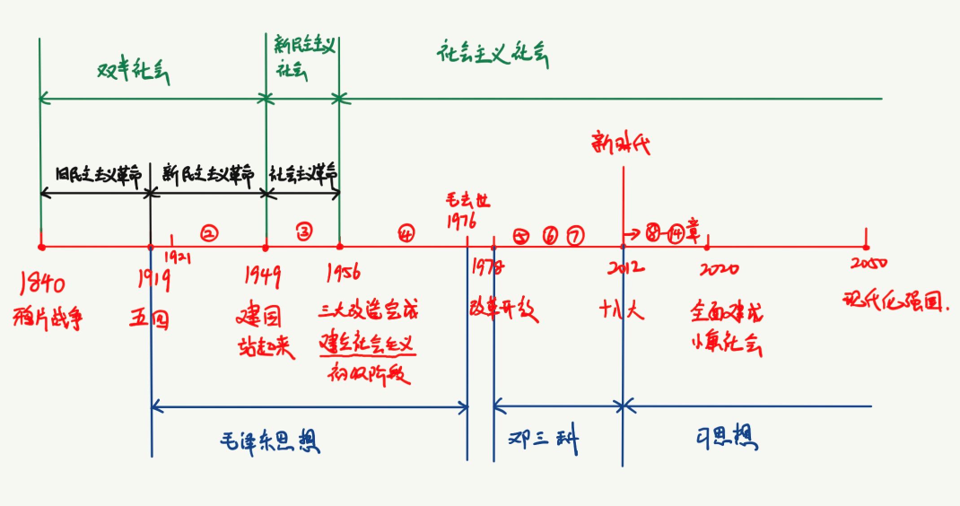 双半社会
新民主主义
社会
社会主义社会
旧民主主义革命
新民主主义革命
社会主义革命
新时代
毛去世
1976
②
③
④
⑤
⑥
⑦
⑧-⑭章
1921
1840
鸦片战争
1919
五四
1949
建国
站起来
1956
三大改造完成
建立社会主义
初级阶段
1978
改革开放
2012
十八大
2020
全面建成
小康社会
2050
现代化强国.
毛泽东思想
邓三科
习思想